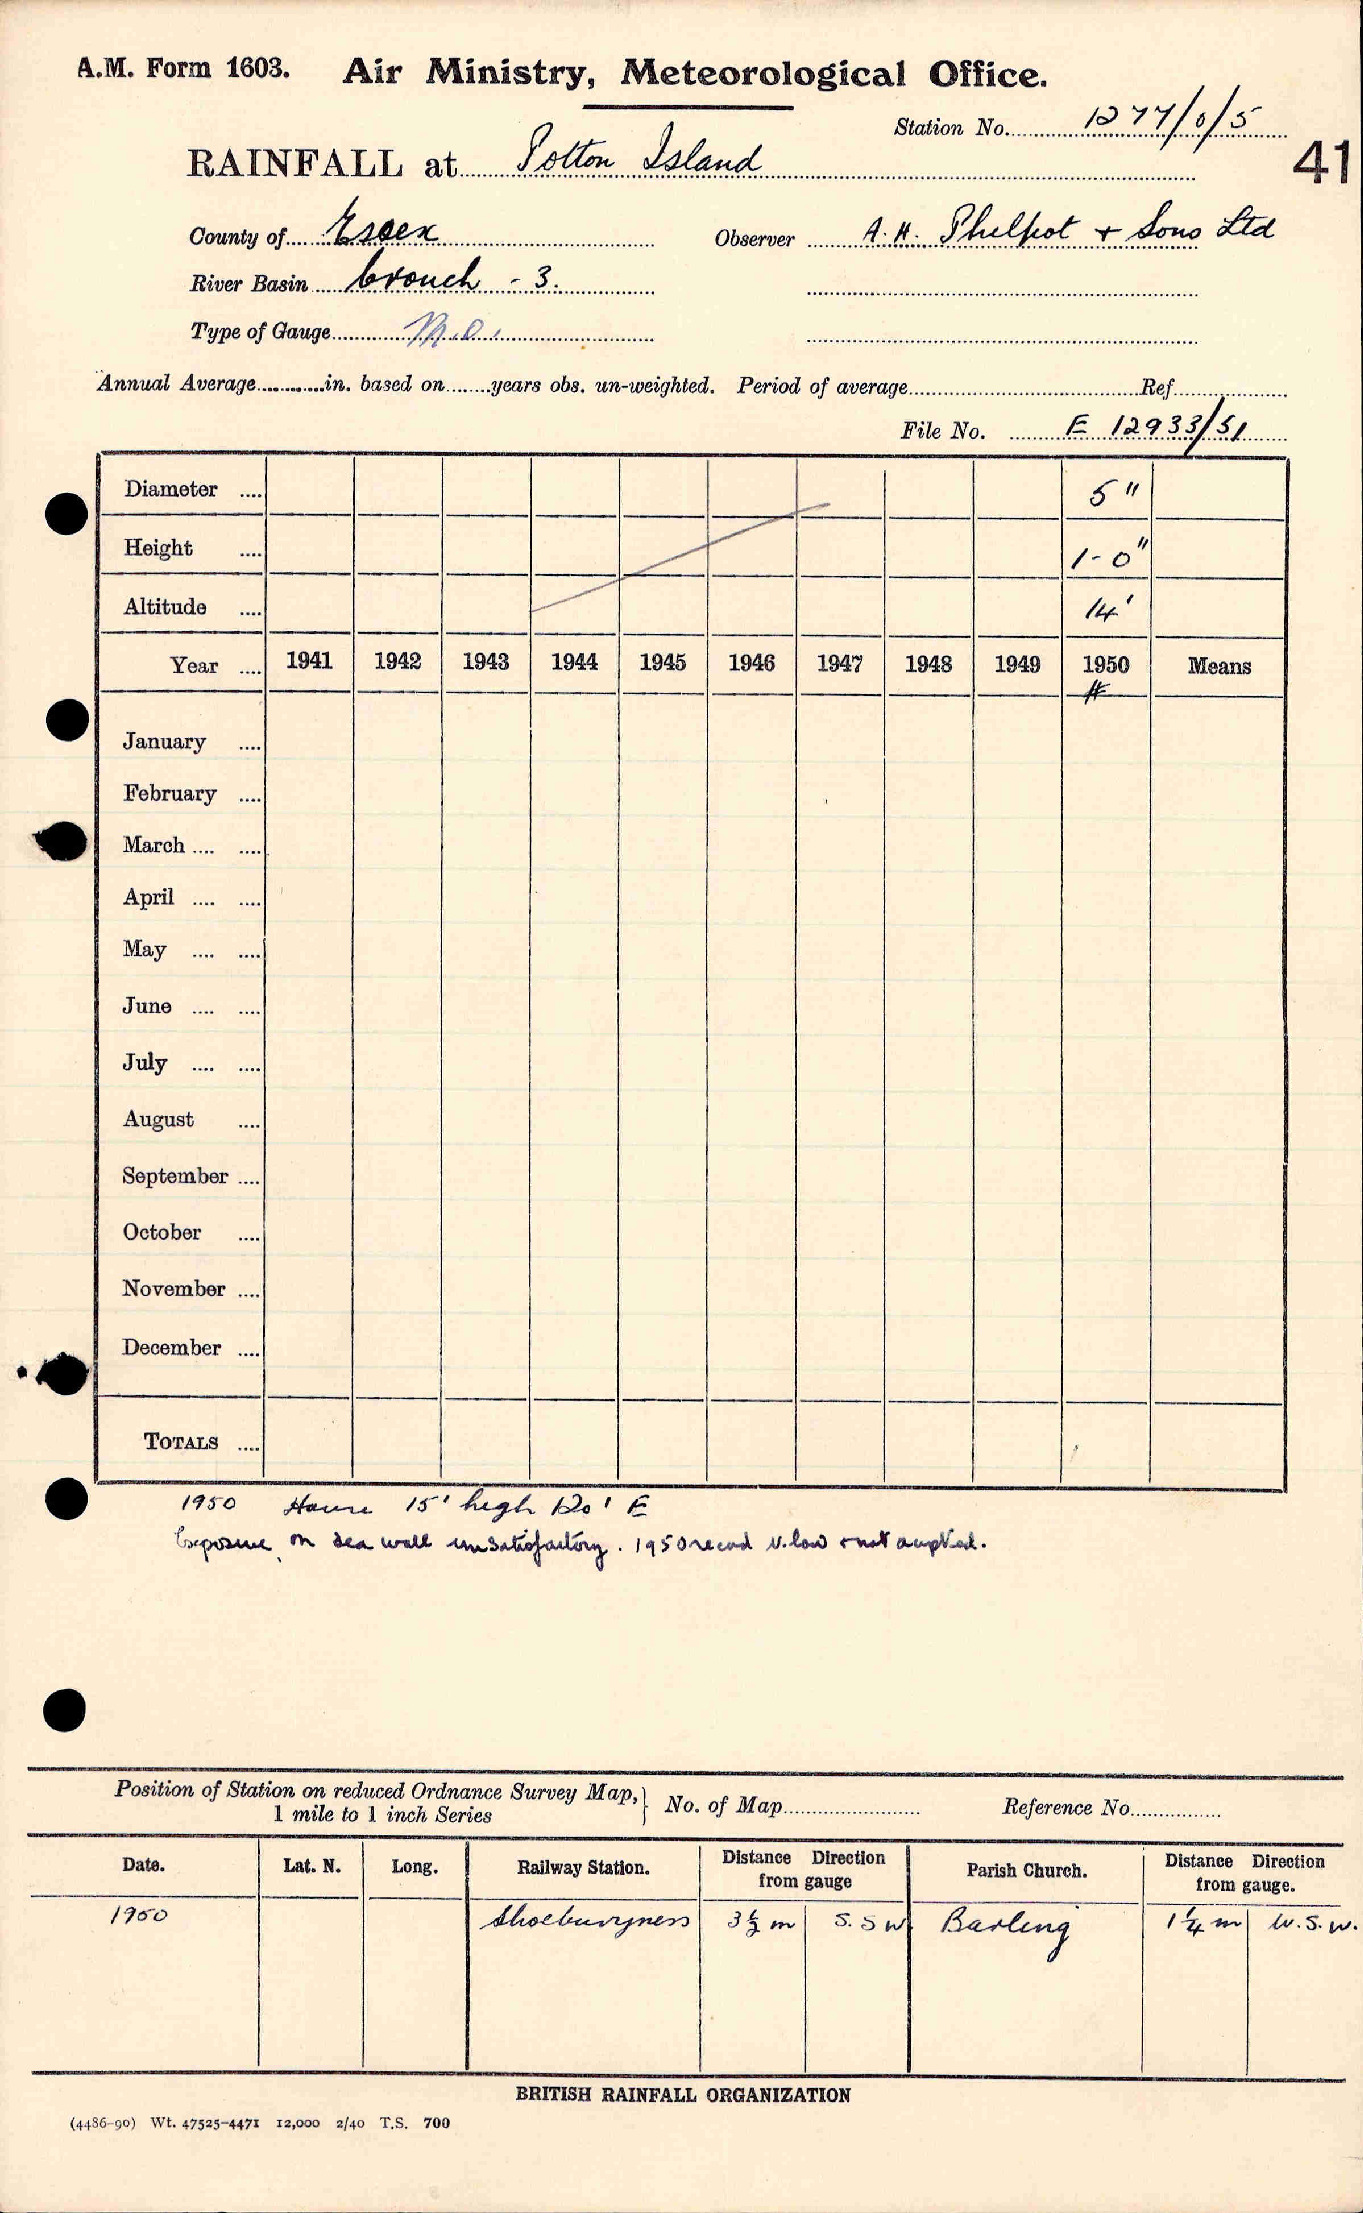 A.M. Form 1603. Air Ministry, Meteorological Office.
Station No. 1277/0/5
41
RAINFALL at Potton Island
County of Essex Observer A. H. Philpot + Sons Ltd
River Basin Crouch - 3.
Type of Gauge M.O.
Annual Average in. based on years obs. un-weighted. Period of average Ref
File No. E 12933/51
Diameter .... 5"
Height .... 1-0"
Altitude .... 14'
Year .... 1941 1942 1943 1944 1945 1946 1947 1948 1949 1950 Means
#
January ....
February ....
March .... ....
April .... ....
May .... ....
June .... ....
July .... ....
August ....
September ....
October ....
November ....
December ....
TOTALS ....
1950 House 15' high 120' E
Exposure on sea wall unsatisfactory. 1950 record v. low + not accepted.
Position of Station on reduced Ordnance Survey Map, } No. of Map Reference No.
1 mile to 1 inch Series
Date. Lat. N. Long. Railway Station. Distance Direction from gauge Parish Church. Distance Direction from gauge.
1950 Shoeburyness 3½ m S.S.W. Barling 1¼ m W.S.W.
BRITISH RAINFALL ORGANIZATION
(4486-90) Wt. 47525-4471 12,000 2/40 T.S. 700